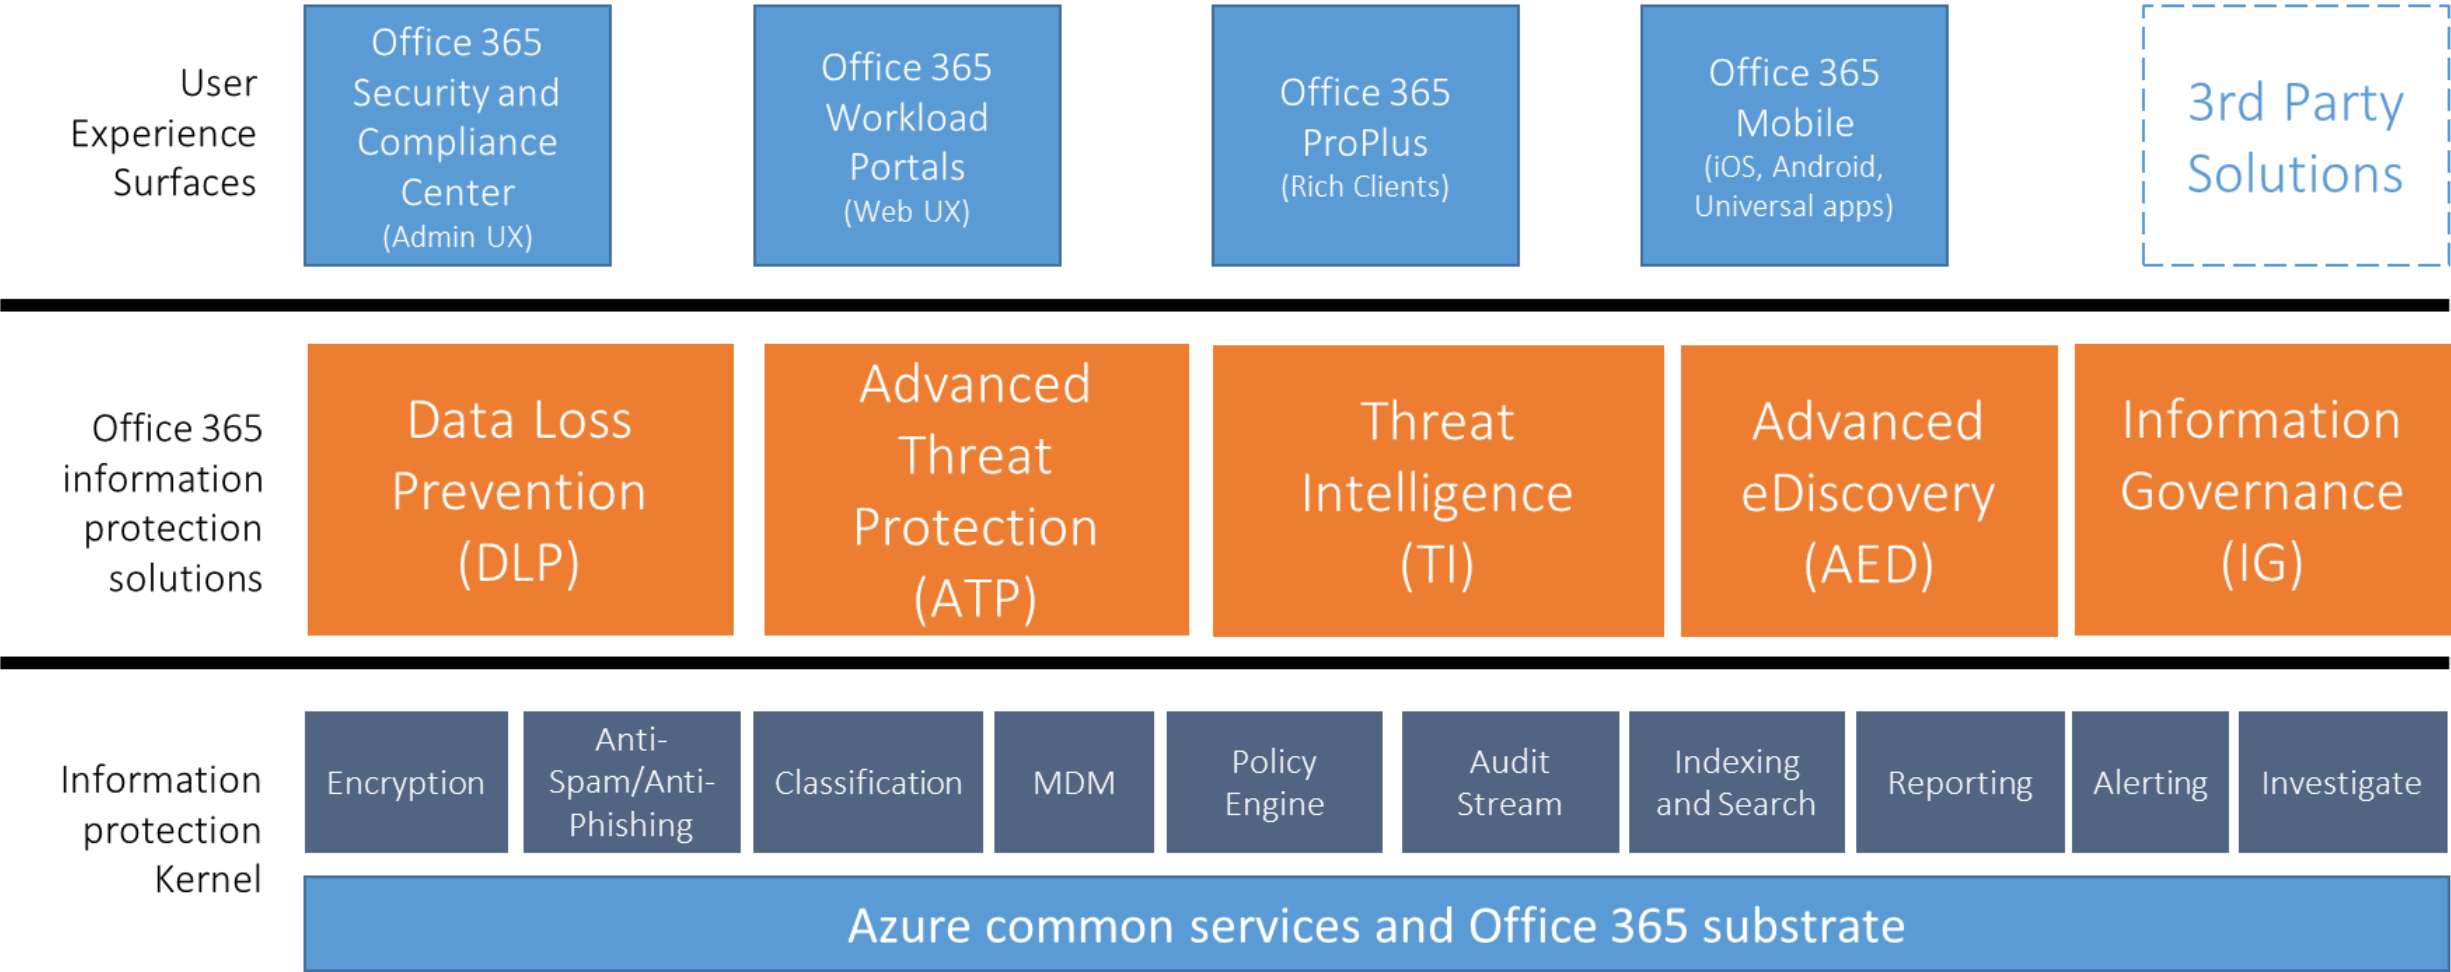 User
Experience
Surfaces
Office 365
Security and
Compliance
Center
(Admin UX)
Office 365
Workload
Portals
(Web UX)
Office 365
ProPlus
(Rich Clients)
Office 365
Mobile
(iOS, Android,
Universal apps)
3rd Party
Solutions
Office 365
information
protection
solutions
Data Loss
Prevention
(DLP)
Advanced
Threat
Protection
(ATP)
Threat
Intelligence
(TI)
Advanced
eDiscovery
(AED)
Information
Governance
(IG)
Information
protection
Kernel
Encryption
Anti-
Spam/Anti-
Phishing
Classification
MDM
Policy
Engine
Audit
Stream
Indexing
and Search
Reporting
Alerting
Investigate
Azure common services and Office 365 substrate